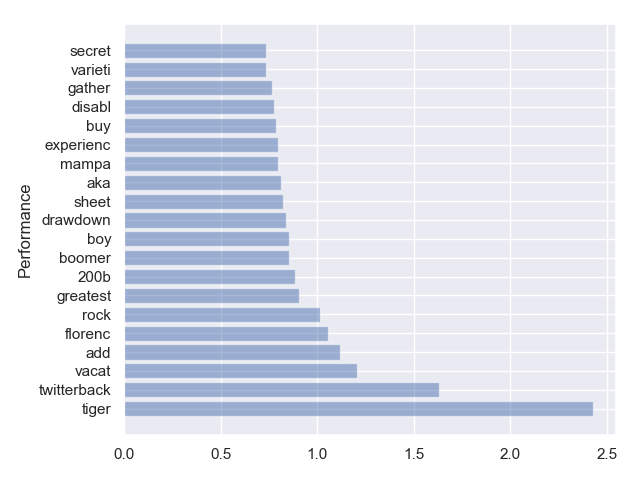 Performance
secret
varieti
gather
disabl
buy
experienc
mampa
aka
sheet
drawdown
boy
boomer
200b
greatest
rock
florenc
add
vacat
twitterback
tiger
0.0 0.5 1.0 1.5 2.0 2.5